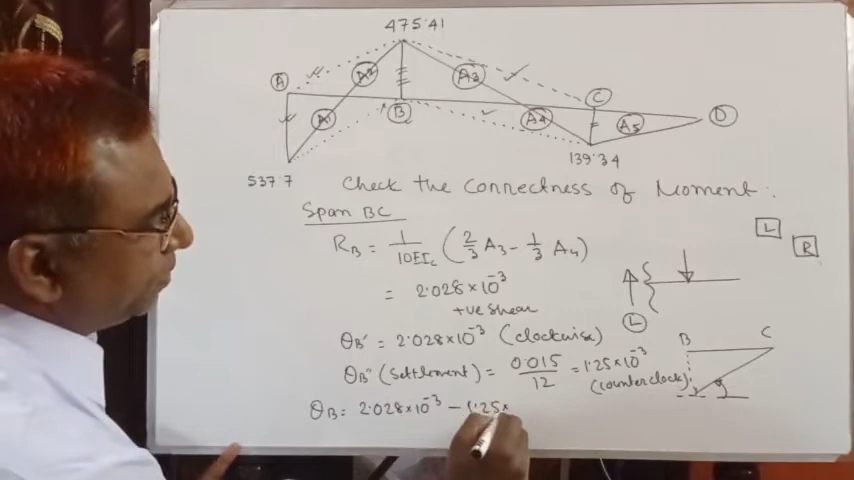 475.41
A
A2
A3
C
A1
B
A4
A5
D
537.7
139.34
Check the Correctness of Moment:
Span BC
L
R
R_B = 1/10EI_c (2/3 A_3 - 1/3 A_4)
= 2.028×10^-3
+ve Shear
L
θ_B' = 2.028×10^-3 (clockwise)
B C
θ_B'' (Settlement) = 0.015/12 = 1.25×10^-3
(counterclock)
θ_B = 2.028×10^-3 - 1.25×